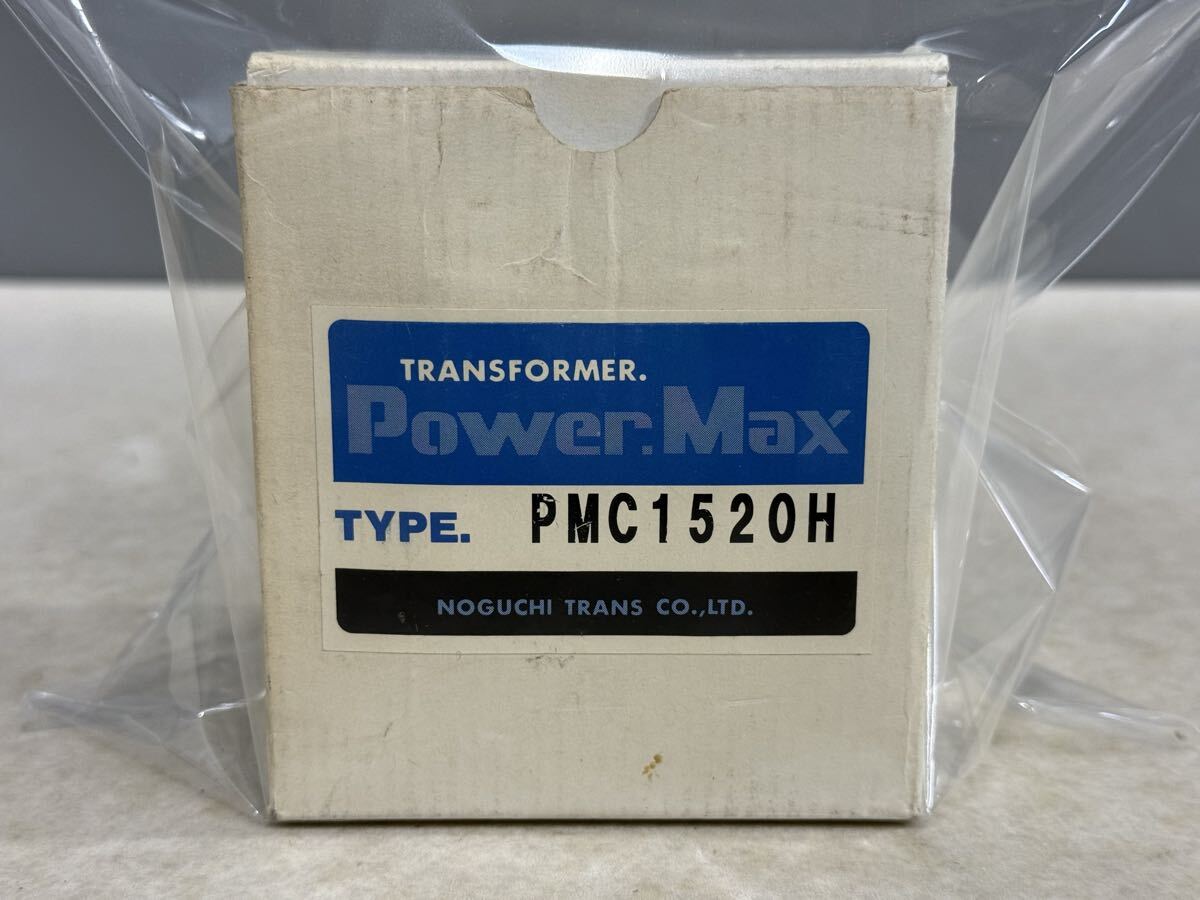 TRANSFORMER.
Power.Max
TYPE. PMC1520H
NOGUCHI TRANS CO.,LTD.